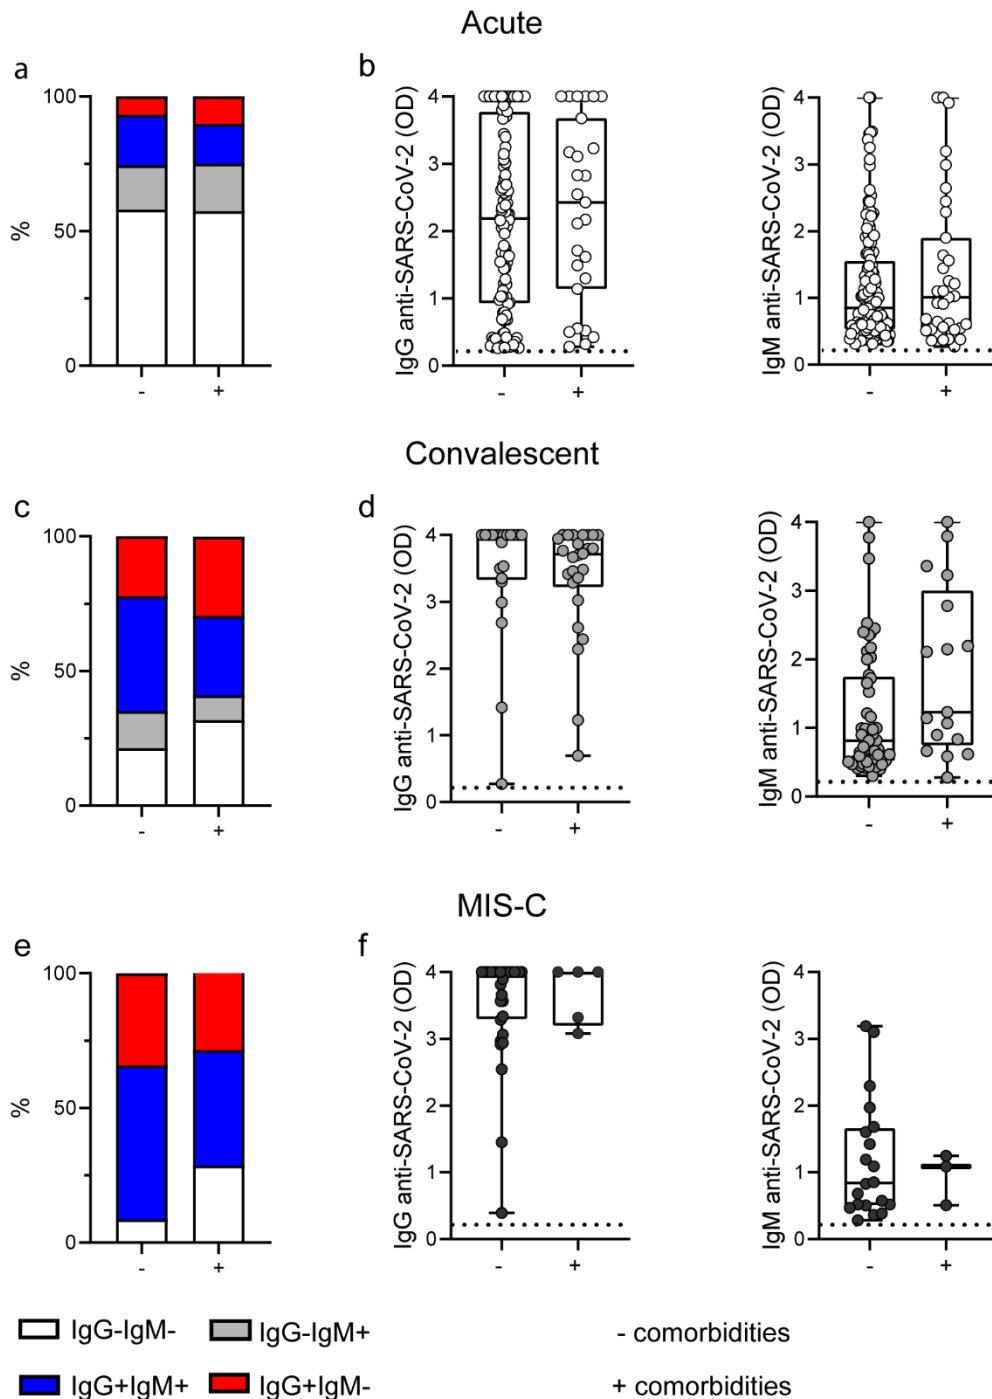 Acute
a
b
100
50
0
%
-
+
4
3
2
1
0
IgG anti-SARS-CoV-2 (OD)
-
+
4
3
2
1
0
IgM anti-SARS-CoV-2 (OD)
-
+
Convalescent
c
d
100
50
0
%
-
+
4
3
2
1
0
IgG anti-SARS-CoV-2 (OD)
-
+
4
3
2
1
0
IgM anti-SARS-CoV-2 (OD)
-
+
MIS-C
e
f
100
50
0
%
-
+
4
3
2
1
0
IgG anti-SARS-CoV-2 (OD)
-
+
4
3
2
1
0
IgM anti-SARS-CoV-2 (OD)
-
+
IgG-IgM-
IgG-IgM+
- comorbidities
IgG+IgM+
IgG+IgM-
+ comorbidities